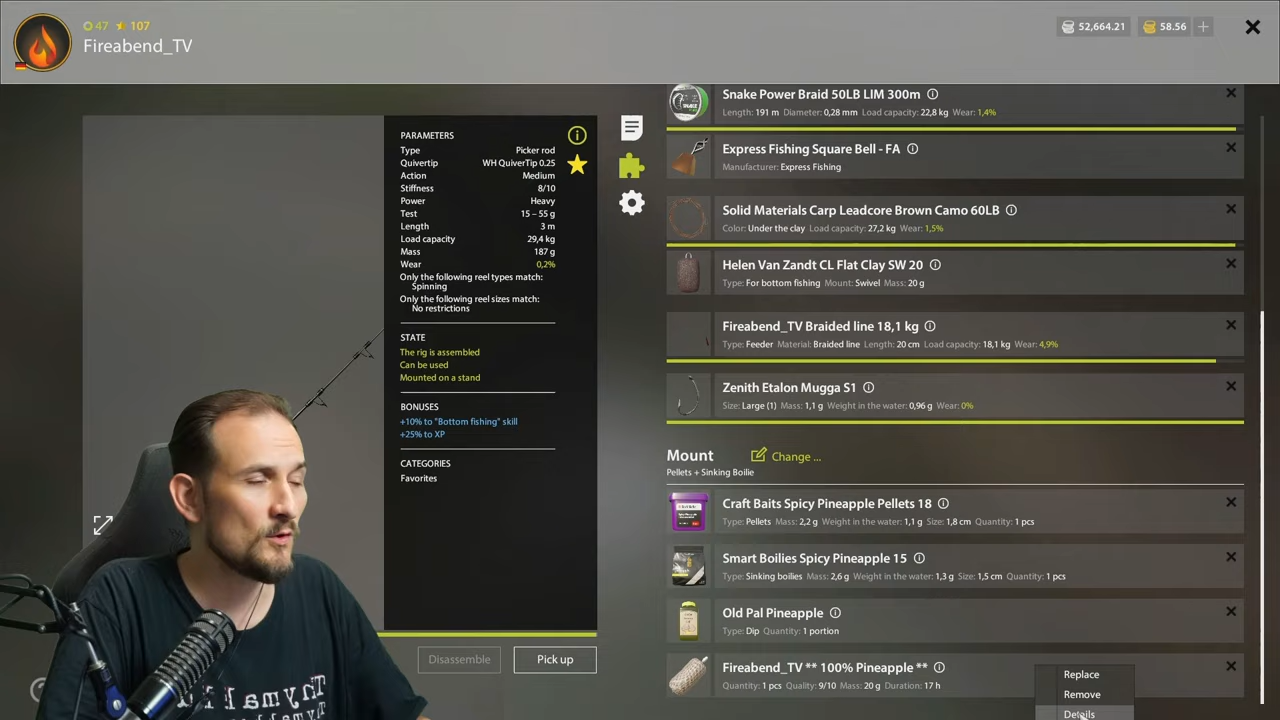 47 107
Fireabend_TV
52,664.21 58.56
PARAMETERS
Type Picker rod
Quivertip WH QuiverTip 0.25
Action Medium
Stiffness 8/10
Power Heavy
Test 15 – 55 g
Length 3 m
Load capacity 29,4 kg
Mass 187 g
Wear 0,2%
Only the following reel types match:
Spinning
Only the following reel sizes match:
No restrictions
STATE
The rig is assembled
Can be used
Mounted on a stand
BONUSES
+10% to "Bottom fishing" skill
+25% to XP
CATEGORIES
Favorites
Disassemble
Pick up
Snake Power Braid 50LB LIM 300m
Length: 191 m Diameter: 0,28 mm Load capacity: 22,8 kg Wear: 1,4%
Express Fishing Square Bell - FA
Manufacturer: Express Fishing
Solid Materials Carp Leadcore Brown Camo 60LB
Color: Under the clay Load capacity: 27,2 kg Wear: 1,5%
Helen Van Zandt CL Flat Clay SW 20
Type: For bottom fishing Mount: Swivel Mass: 20 g
Fireabend_TV Braided line 18,1 kg
Type: Feeder Material: Braided line Length: 20 cm Load capacity: 18,1 kg Wear: 4,9%
Zenith Etalon Mugga S1
Size: Large (1) Mass: 1,1 g Weight in the water: 0,96 g Wear: 0%
Mount Change ...
Pellets + Sinking Boilie
Craft Baits Spicy Pineapple Pellets 18
Type: Pellets Mass: 2,2 g Weight in the water: 1,1 g Size: 1,8 cm Quantity: 1 pcs
Smart Boilies Spicy Pineapple 15
Type: Sinking boilies Mass: 2,6 g Weight in the water: 1,3 g Size: 1,5 cm Quantity: 1 pcs
Old Pal Pineapple
Type: Dip Quantity: 1 portion
Fireabend_TV ** 100% Pineapple **
Quantity: 1 pcs Quality: 9/10 Mass: 20 g Duration: 17 h
Replace
Remove
Details